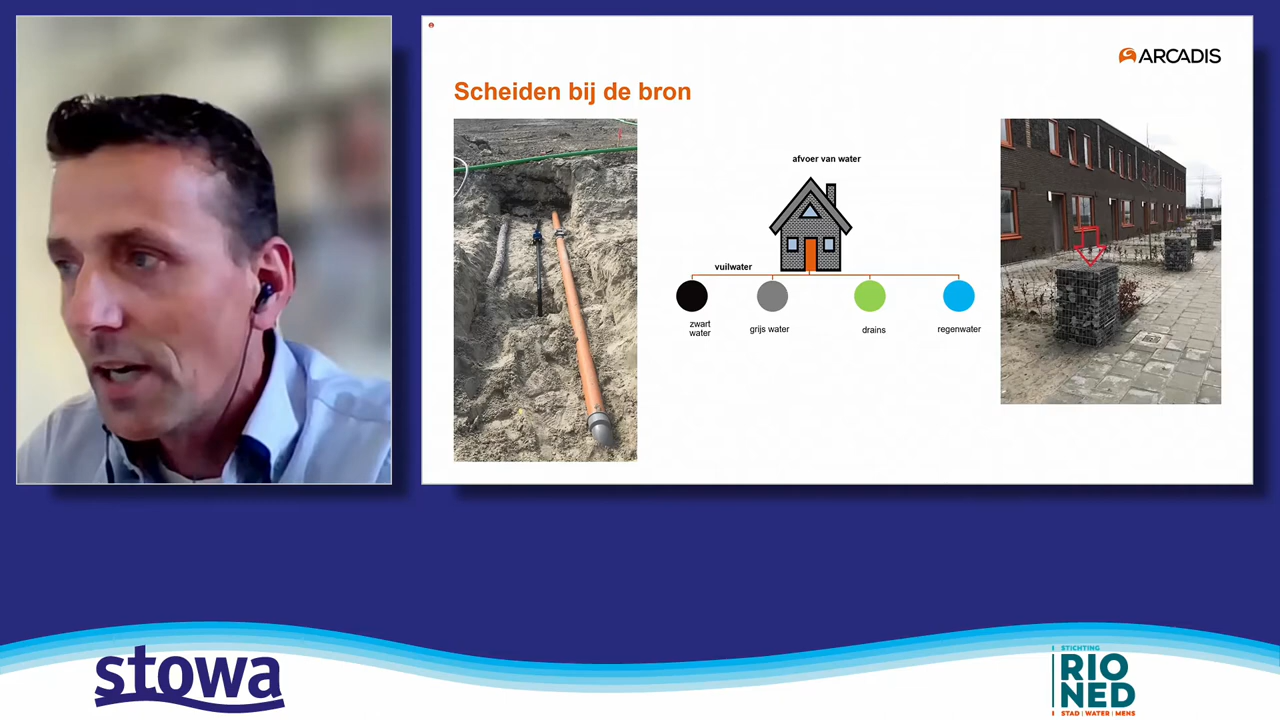 ARCADIS
Scheiden bij de bron
afvoer van water
vuilwater
zwart
water
grijs water
drains
regenwater
stowa
STICHTING
RIO
NED
STAD | WATER | MENS